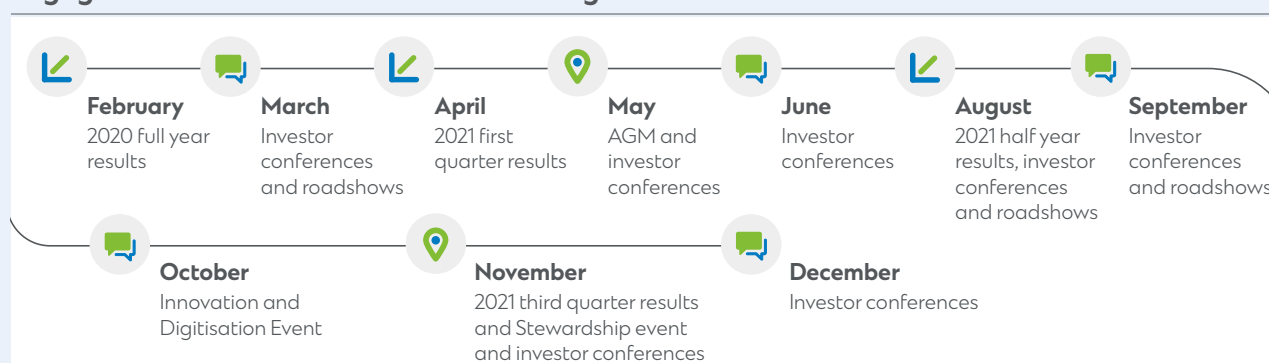 February
2020 full year
results
March
Investor
conferences
and roadshows
April
2021 first
quarter results
May
AGM and
investor
conferences
June
Investor
conferences
August
2021 half year
results, investor
conferences
and roadshows
September
Investor
conferences
and roadshows
October
Innovation and
Digitisation Event
November
2021 third quarter results
and Stewardship event
and investor conferences
December
Investor conferences